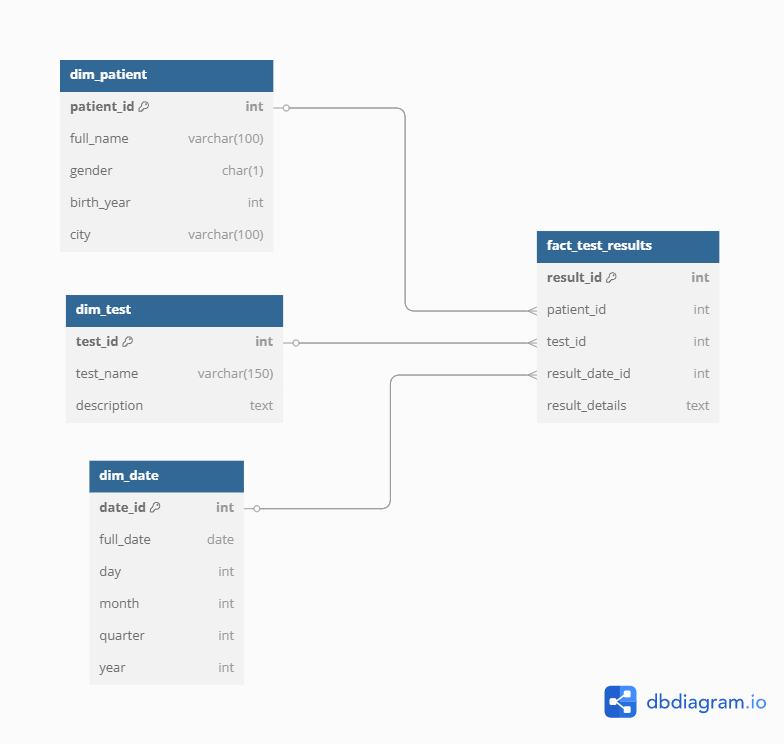 dim_patient
patient_id int
full_name varchar(100)
gender char(1)
birth_year int
city varchar(100)
dim_test
test_id int
test_name varchar(150)
description text
dim_date
date_id int
full_date date
day int
month int
quarter int
year int
fact_test_results
result_id int
patient_id int
test_id int
result_date_id int
result_details text
dbdiagram.io